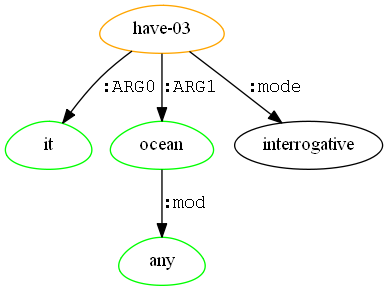 have-03
:ARG0 :ARG1 :mode
it ocean interrogative
:mod
any